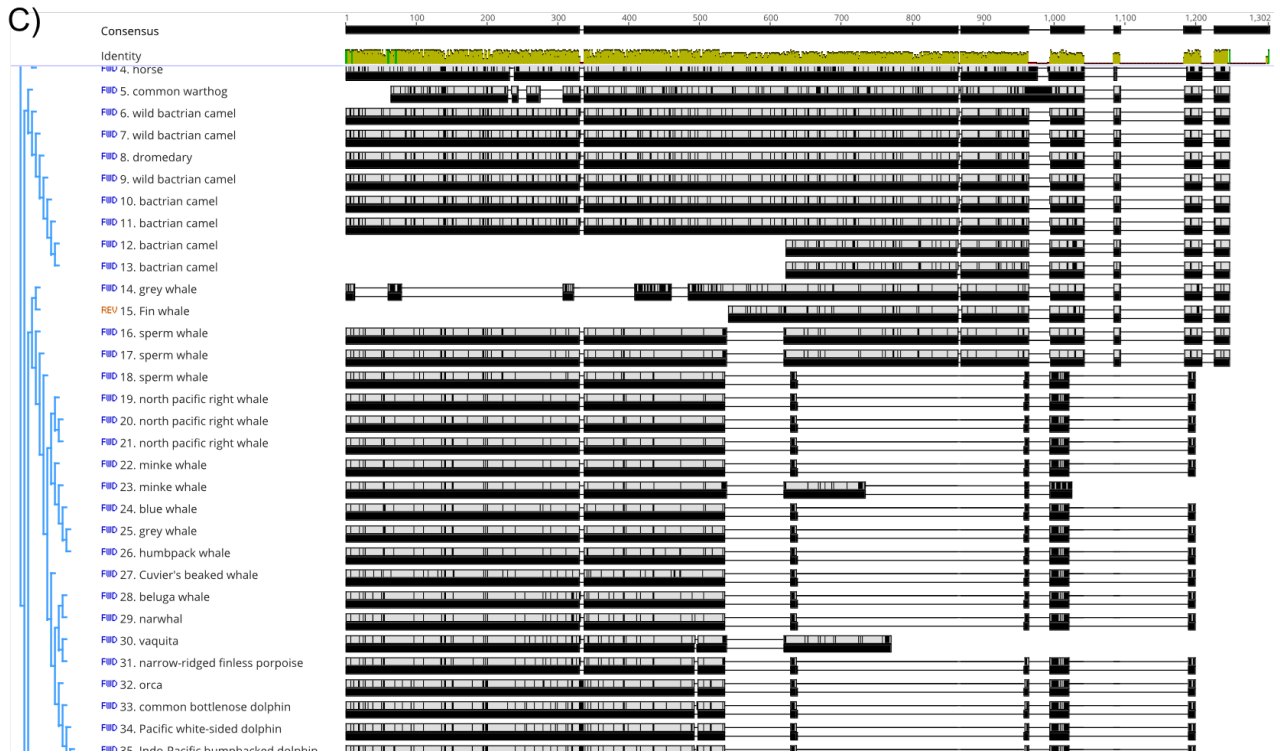 C)
1 100 200 300 400 500 600 700 800 900 1,000 1,100 1,200 1,302
Consensus
Identity
FWD 4. horse
FWD 5. common warthog
FWD 6. wild bactrian camel
FWD 7. wild bactrian camel
FWD 8. dromedary
FWD 9. wild bactrian camel
FWD 10. bactrian camel
FWD 11. bactrian camel
FWD 12. bactrian camel
FWD 13. bactrian camel
FWD 14. grey whale
REV 15. Fin whale
FWD 16. sperm whale
FWD 17. sperm whale
FWD 18. sperm whale
FWD 19. north pacific right whale
FWD 20. north pacific right whale
FWD 21. north pacific right whale
FWD 22. minke whale
FWD 23. minke whale
FWD 24. blue whale
FWD 25. grey whale
FWD 26. humbpack whale
FWD 27. Cuvier's beaked whale
FWD 28. beluga whale
FWD 29. narwhal
FWD 30. vaquita
FWD 31. narrow-ridged finless porpoise
FWD 32. orca
FWD 33. common bottlenose dolphin
FWD 34. Pacific white-sided dolphin
FWD 35. Indo-Pacific humpbacked dolphin